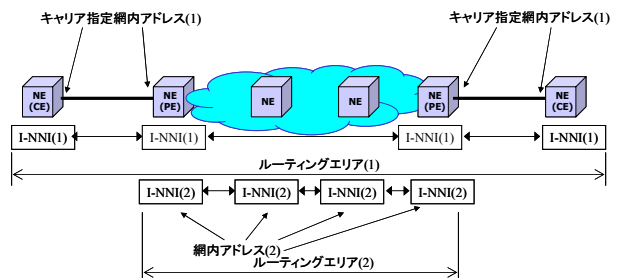 キャリア指定網内アドレス(1) キャリア指定網内アドレス(1)
NE (CE) NE (PE) NE NE NE (PE) NE (CE)
I-NNI(1) I-NNI(1) I-NNI(1) I-NNI(1)
ルーティングエリア(1)
I-NNI(2) I-NNI(2) I-NNI(2) I-NNI(2)
網内アドレス(2)
ルーティングエリア(2)